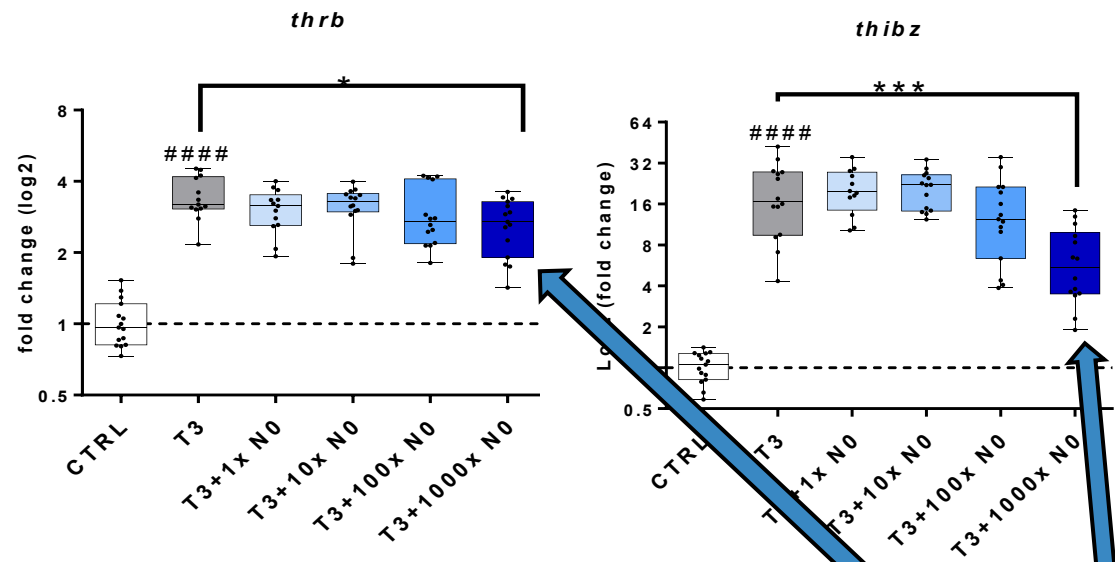 thrb
*
8
4
2
1
0.5
fold change (log2)
####
CTRL
T3
T3+1x N0
T3+10x N0
T3+100x N0
T3+1000x N0
thibz
***
64
32
16
8
4
2
0.5
(fold change)
####
CTRL
T3
T3+10x N0
T3+100x N0
T3+1000x N0